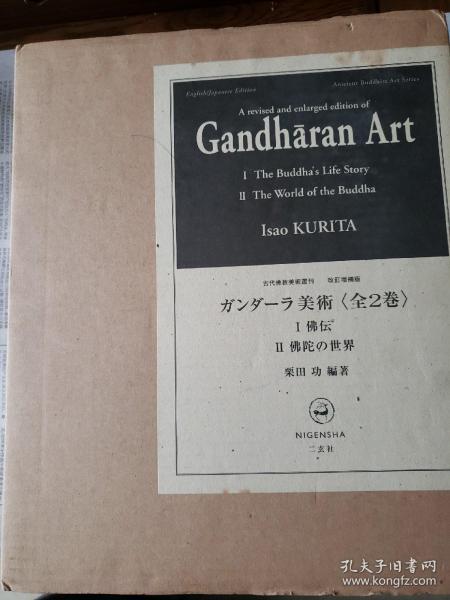 English/Japanese Edition
Ancient Buddhist Art Series
A revised and enlarged edition of
Gandhāran Art
I The Buddha's Life Story
II The World of the Buddha
Isao KURITA
古代佛教美術叢刊 改訂増補版
ガンダーラ美術〈全2巻〉
I 佛伝
II 佛陀の世界
栗田 功 編著
NIGENSHA
二玄社
孔夫子旧书网
www.kongfz.com